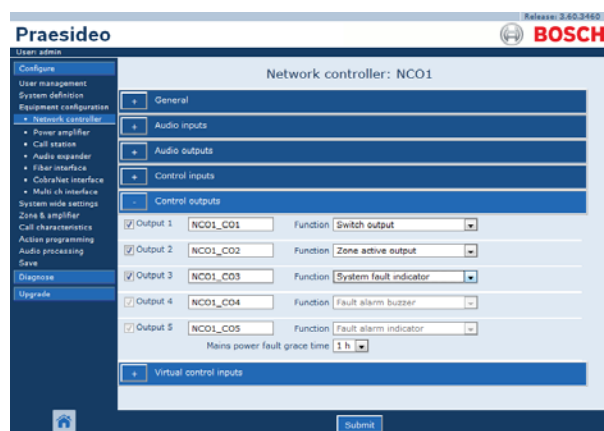 Release: 3.60.3460
Praesideo
BOSCH
User: admin
Configure
User management
System definition
Equipment configuration
• Network controller
• Power amplifier
• Call station
• Audio expander
• Fiber interface
• CobraNet interface
• Multi ch interface
System wide settings
Zone & amplifier
Call characteristics
Action programming
Audio processing
Save
Diagnose
Upgrade
Network controller: NCO1
+ General
+ Audio inputs
+ Audio outputs
+ Control inputs
- Control outputs
Output 1 NCO1_CO1 Function Switch output
Output 2 NCO1_CO2 Function Zone active output
Output 3 NCO1_CO3 Function System fault indicator
Output 4 NCO1_CO4 Function Fault alarm buzzer
Output 5 NCO1_CO5 Function Fault alarm indicator
Mains power fault grace time 1 h
+ Virtual control inputs
Submit